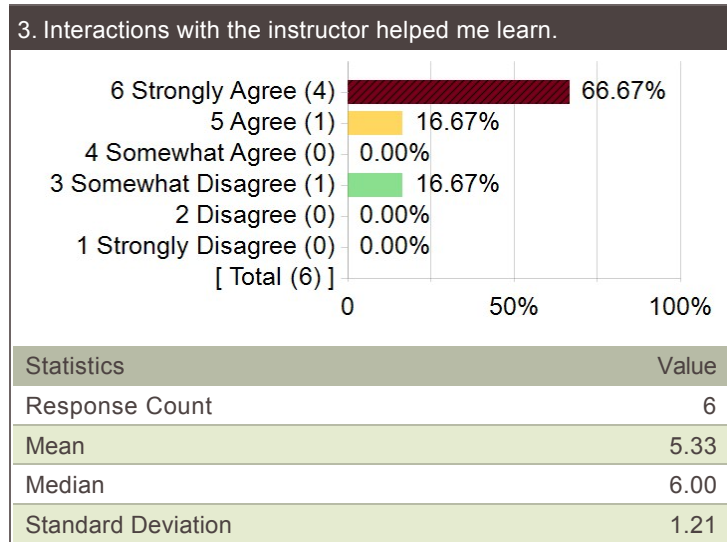 3. Interactions with the instructor helped me learn.
6 Strongly Agree (4) 66.67%
5 Agree (1) 16.67%
4 Somewhat Agree (0) 0.00%
3 Somewhat Disagree (1) 16.67%
2 Disagree (0) 0.00%
1 Strongly Disagree (0) 0.00%
[ Total (6) ]
0 50% 100%
Statistics Value
Response Count 6
Mean 5.33
Median 6.00
Standard Deviation 1.21